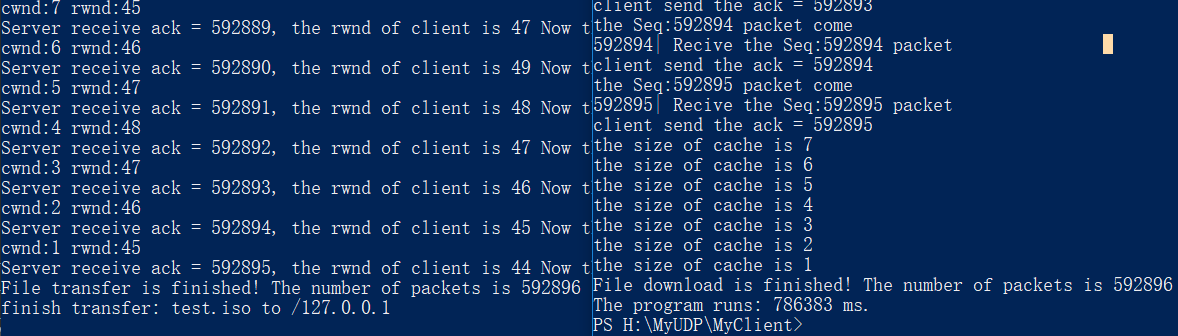 cwnd:7 rwnd:45
Server receive ack = 592889, the rwnd of client is 47 Now t
cwnd:6 rwnd:46
Server receive ack = 592890, the rwnd of client is 49 Now t
cwnd:5 rwnd:47
Server receive ack = 592891, the rwnd of client is 48 Now t
cwnd:4 rwnd:48
Server receive ack = 592892, the rwnd of client is 47 Now t
cwnd:3 rwnd:47
Server receive ack = 592893, the rwnd of client is 46 Now t
cwnd:2 rwnd:46
Server receive ack = 592894, the rwnd of client is 45 Now t
cwnd:1 rwnd:45
Server receive ack = 592895, the rwnd of client is 44 Now t
File transfer is finished! The number of packets is 592896
finish transfer: test.iso to /127.0.0.1
client send the ack = 592893
the Seq:592894 packet come
592894| Recive the Seq:592894 packet
client send the ack = 592894
the Seq:592895 packet come
592895| Recive the Seq:592895 packet
client send the ack = 592895
the size of cache is 7
the size of cache is 6
the size of cache is 5
the size of cache is 4
the size of cache is 3
the size of cache is 2
the size of cache is 1
File download is finished! The number of packets is 592896
The program runs: 786383 ms.
PS H:\MyUDP\MyClient>